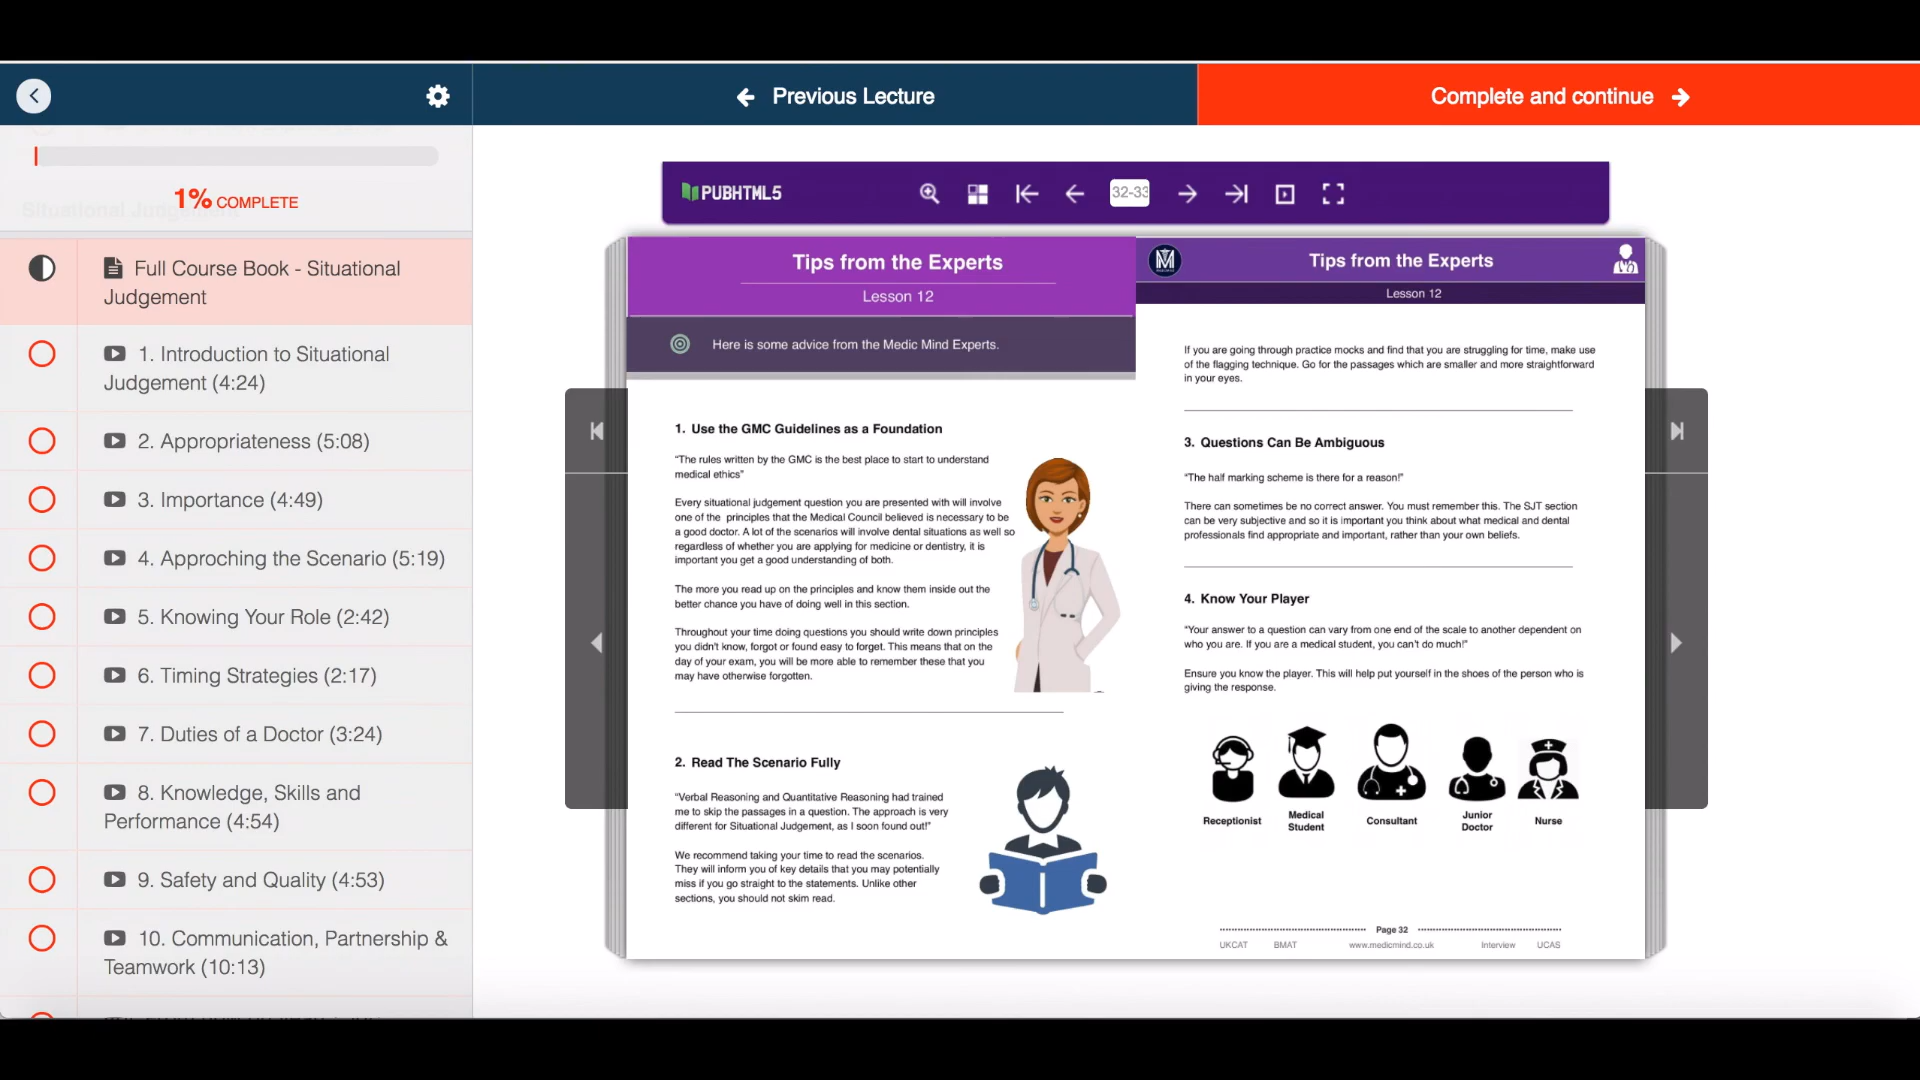 Previous Lecture
Complete and continue
1% COMPLETE
Situational Judgement
Full Course Book - Situational
Judgement
1. Introduction to Situational
Judgement (4:24)
2. Appropriateness (5:08)
3. Importance (4:49)
4. Approching the Scenario (5:19)
5. Knowing Your Role (2:42)
6. Timing Strategies (2:17)
7. Duties of a Doctor (3:24)
8. Knowledge, Skills and
Performance (4:54)
9. Safety and Quality (4:53)
10. Communication, Partnership &
Teamwork (10:13)
PUBHTML5
32-33
Tips from the Experts
Lesson 12
Here is some advice from the Medic Mind Experts.
1. Use the GMC Guidelines as a Foundation
“The rules written by the GMC is the best place to start to understand
medical ethics”
Every situational judgement question you are presented with will involve
one of the principles that the Medical Council believed is necessary to be
a good doctor. A lot of the scenarios will involve dental situations as well so
regardless of whether you are applying for medicine or dentistry, it is
important you get a good understanding of both.
The more you read up on the principles and know them inside out the
better chance you have of doing well in this section.
Throughout your time doing questions you should write down principles
you didn't know, forgot or found easy to forget. This means that on the
day of your exam, you will be more able to remember these that you
may have otherwise forgotten.
2. Read The Scenario Fully
“Verbal Reasoning and Quantitative Reasoning had trained
me to skip the passages in a question. The approach is very
different for Situational Judgement, as I soon found out!”
We recommend taking your time to read the scenarios.
They will inform you of key details that you may potentially
miss if you go straight to the statements. Unlike other
sections, you should not skim read.
Tips from the Experts
Lesson 12
If you are going through practice mocks and find that you are struggling for time, make use
of the flagging technique. Go for the passages which are smaller and more straightforward
in your eyes.
3. Questions Can Be Ambiguous
“The half marking scheme is there for a reason!”
There can sometimes be no correct answer. You must remember this. The SJT section
can be very subjective and so it is important you think about what medical and dental
professionals find appropriate and important, rather than your own beliefs.
4. Know Your Player
“Your answer to a question can vary from one end of the scale to another dependent on
who you are. If you are a medical student, you can't do much!”
Ensure you know the player. This will help put yourself in the shoes of the person who is
giving the response.
Receptionist
Medical
Student
Consultant
Junior
Doctor
Nurse
Page 32
UKCAT BMAT www.medicmind.co.uk Interview UCAS